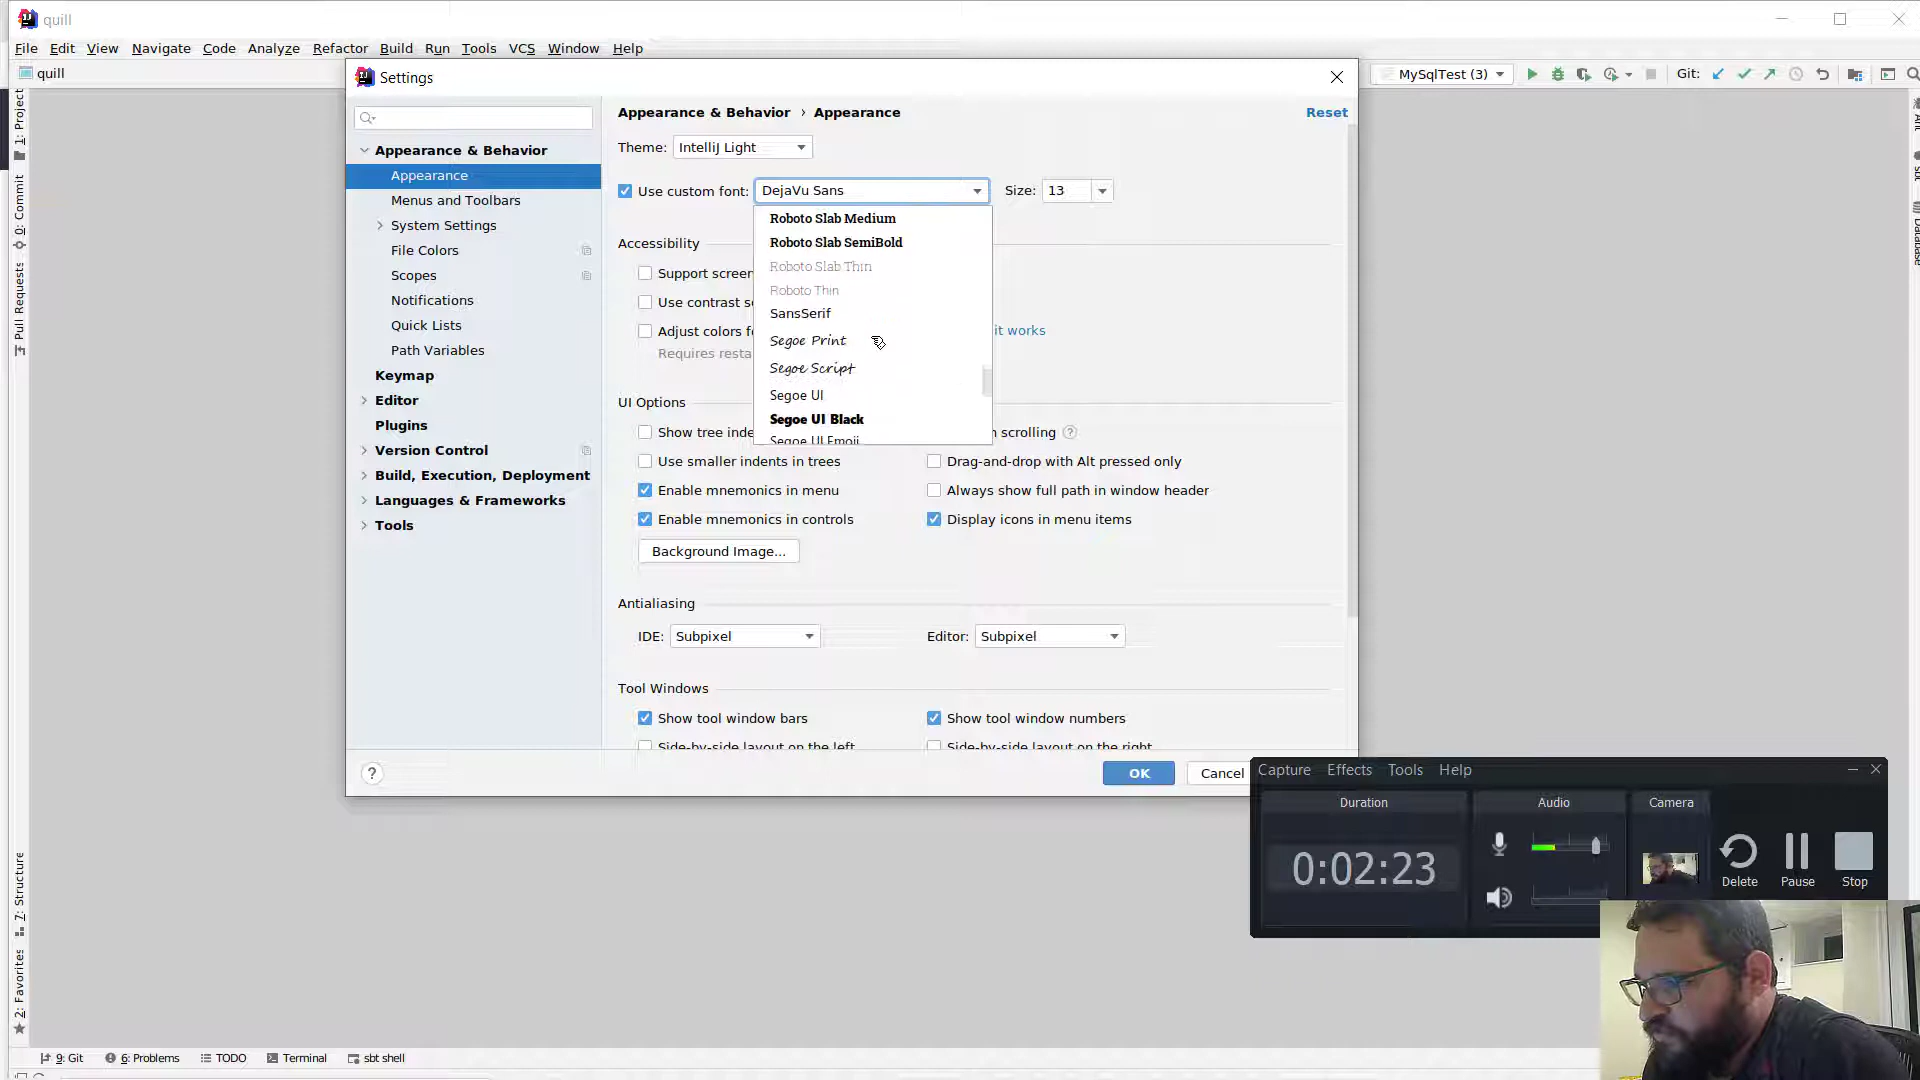 quill
File Edit View Navigate Code Analyze Refactor Build Run Tools VCS Window Help
quill
MySqlTest (3)
Git:
Settings
Appearance & Behavior › Appearance
Reset
Theme: IntelliJ Light
Use custom font: DejaVu Sans
Size: 13
Appearance & Behavior
Appearance
Menus and Toolbars
System Settings
File Colors
Scopes
Notifications
Quick Lists
Path Variables
Keymap
Editor
Plugins
Version Control
Build, Execution, Deployment
Languages & Frameworks
Tools
Roboto Slab Medium
Roboto Slab SemiBold
Roboto Slab Thin
Roboto Thin
SansSerif
Segoe Print
Segoe Script
Segoe UI
Segoe UI Black
Segoe UI Emoji
Accessibility
Support screen
Use contrast
Adjust colors
it works
Requires
UI Options
Show tree
scrolling
Use smaller indents in trees
Drag-and-drop with Alt pressed only
Enable mnemonics in menu
Always show full path in window header
Enable mnemonics in controls
Display icons in menu items
Background Image...
Antialiasing
IDE: Subpixel
Editor: Subpixel
Tool Windows
Show tool window bars
Show tool window numbers
Side-by-side layout on the left
Side-by-side layout on the right
?
OK
Cancel
1: Project
0: Commit
Pull Requests
7: Structure
2: Favorites
Ant
Database
Capture Effects Tools Help
Duration
Audio
Camera
0:02:23
Delete
Pause
Stop
9: Git
6: Problems
TODO
Terminal
sbt shell